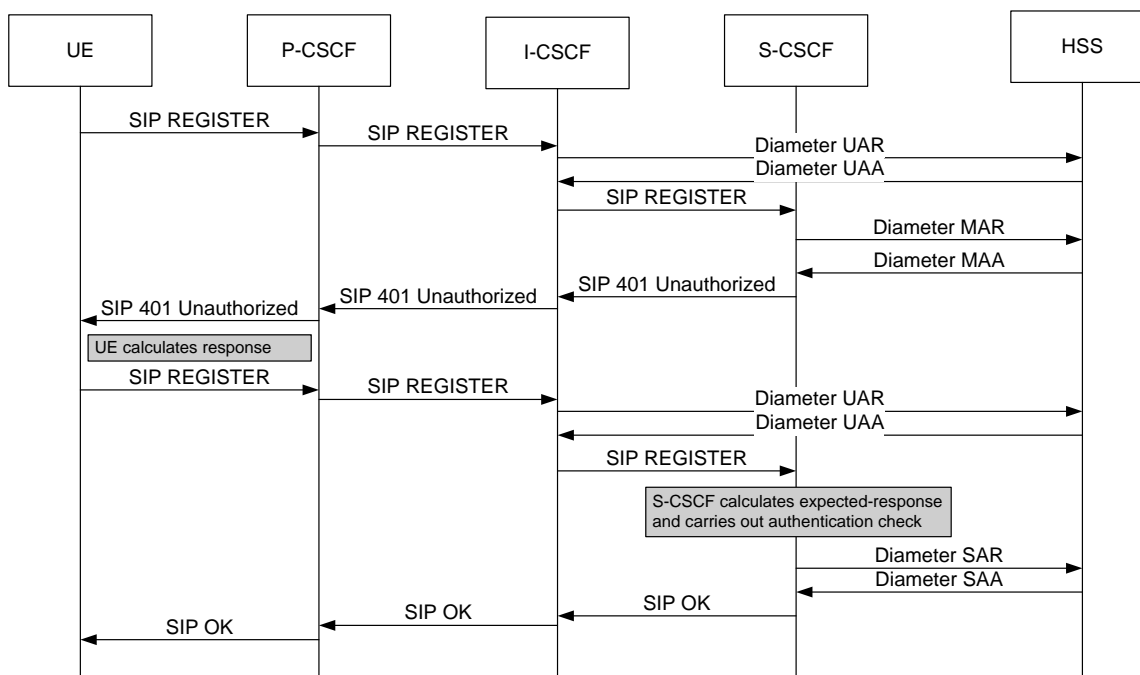 UE
P-CSCF
I-CSCF
S-CSCF
HSS
SIP REGISTER
SIP REGISTER
Diameter UAR
Diameter UAA
SIP REGISTER
Diameter MAR
Diameter MAA
SIP 401 Unauthorized
SIP 401 Unauthorized
SIP 401 Unauthorized
UE calculates response
SIP REGISTER
SIP REGISTER
Diameter UAR
Diameter UAA
SIP REGISTER
S-CSCF calculates expected-response
and carries out authentication check
Diameter SAR
Diameter SAA
SIP OK
SIP OK
SIP OK